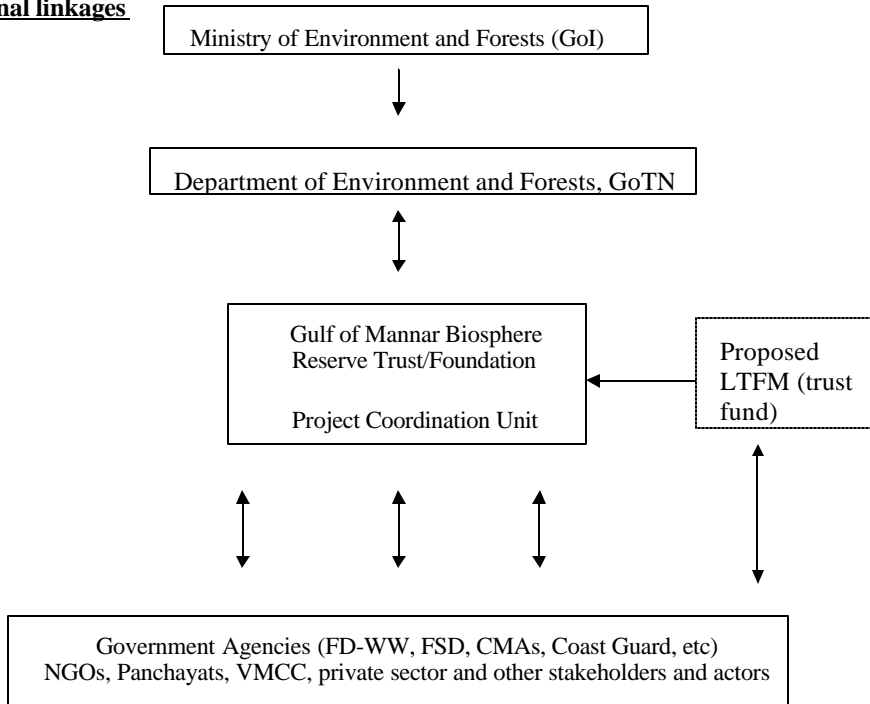 nal linkages
Ministry of Environment and Forests (GoI)
Department of Environment and Forests, GoTN
Gulf of Mannar Biosphere
Reserve Trust/Foundation
Project Coordination Unit
Proposed
LTFM (trust
fund)
Government Agencies (FD-WW, FSD, CMAs, Coast Guard, etc)
NGOs, Panchayats, VMCC, private sector and other stakeholders and actors